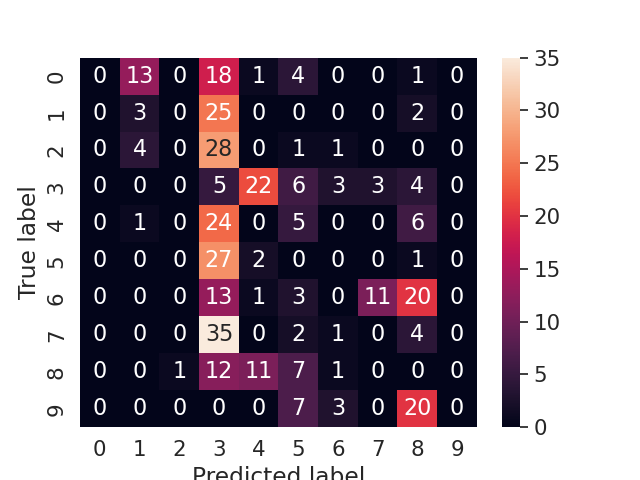 0 0 13 0 18 1 4 0 0 1 0
1 0 3 0 25 0 0 0 0 2 0
2 0 4 0 28 0 1 1 0 0 0
3 0 0 0 5 22 6 3 3 4 0
4 0 1 0 24 0 5 0 0 6 0
5 0 0 0 27 2 0 0 0 1 0
6 0 0 0 13 1 3 0 11 20 0
7 0 0 0 35 0 2 1 0 4 0
8 0 0 1 12 11 7 1 0 0 0
9 0 0 0 0 0 7 3 0 20 0
0 1 2 3 4 5 6 7 8 9
True label
Predicted label
35
30
25
20
15
10
5
0